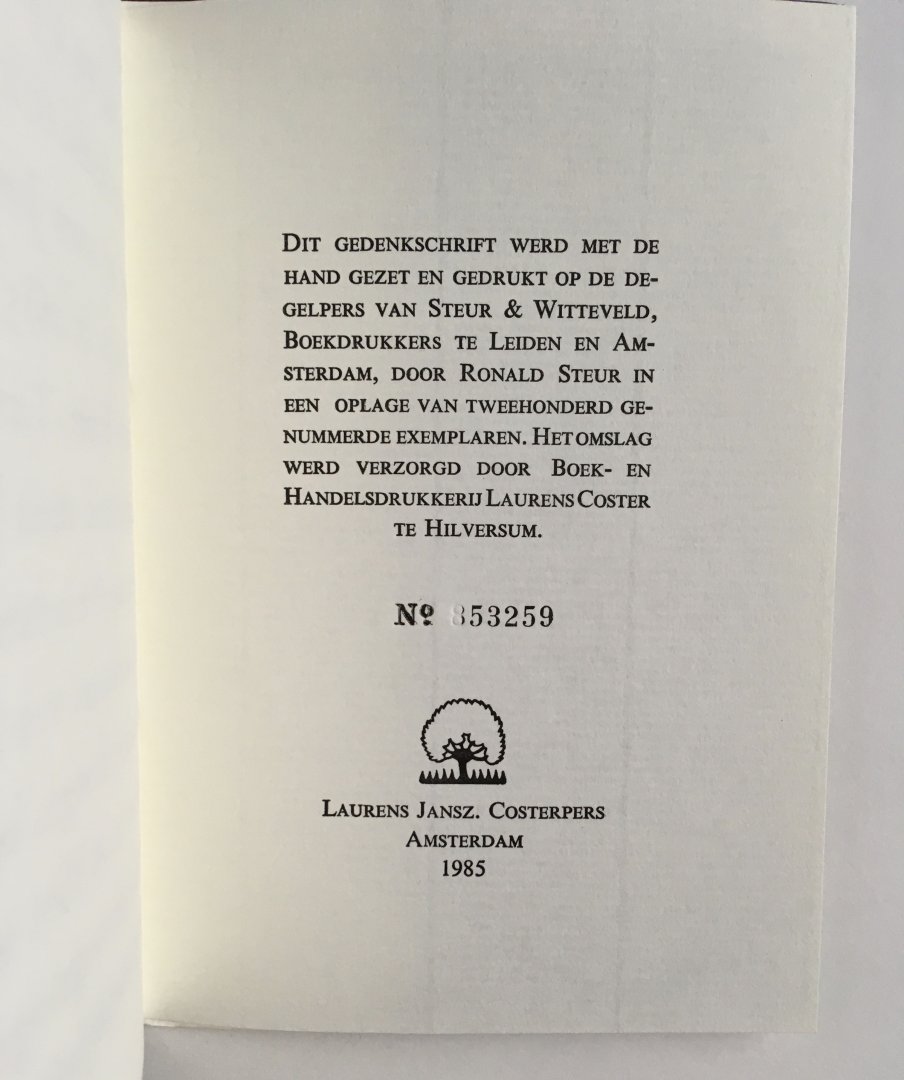 Dit gedenkschrift werd met de
hand gezet en gedrukt op de de-
gelpers van Steur & Witteveld,
Boekdrukkers te Leiden en Am-
sterdam, door Ronald Steur in
een oplage van tweehonderd ge-
nummerde exemplaren. Het omslag
werd verzorgd door Boek- en
Handelsdrukkerij Laurens Coster
te Hilversum.
Nº 853259
Laurens Jansz. Costerpers
Amsterdam
1985